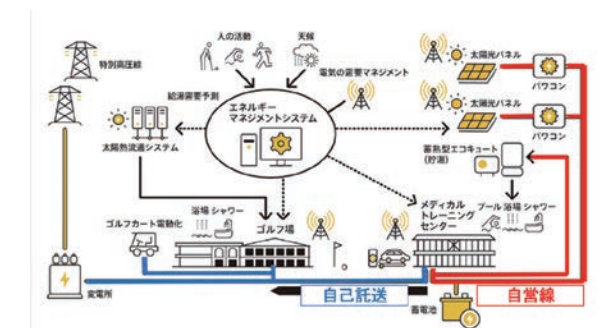 人の活動
天候
特別高圧線
電気の需要マネジメント
太陽光パネル
パワコン
給湯需要予測
エネルギー
マネジメントシステム
太陽光パネル
パワコン
太陽熱流通システム
蓄熱型エコキュート
(貯湯)
浴場 シャワー
ゴルフカート電動化
ゴルフ場
メディカル
トレーニング
センター
プール 浴場 シャワー
変電所
自己託送
蓄電池
自営線